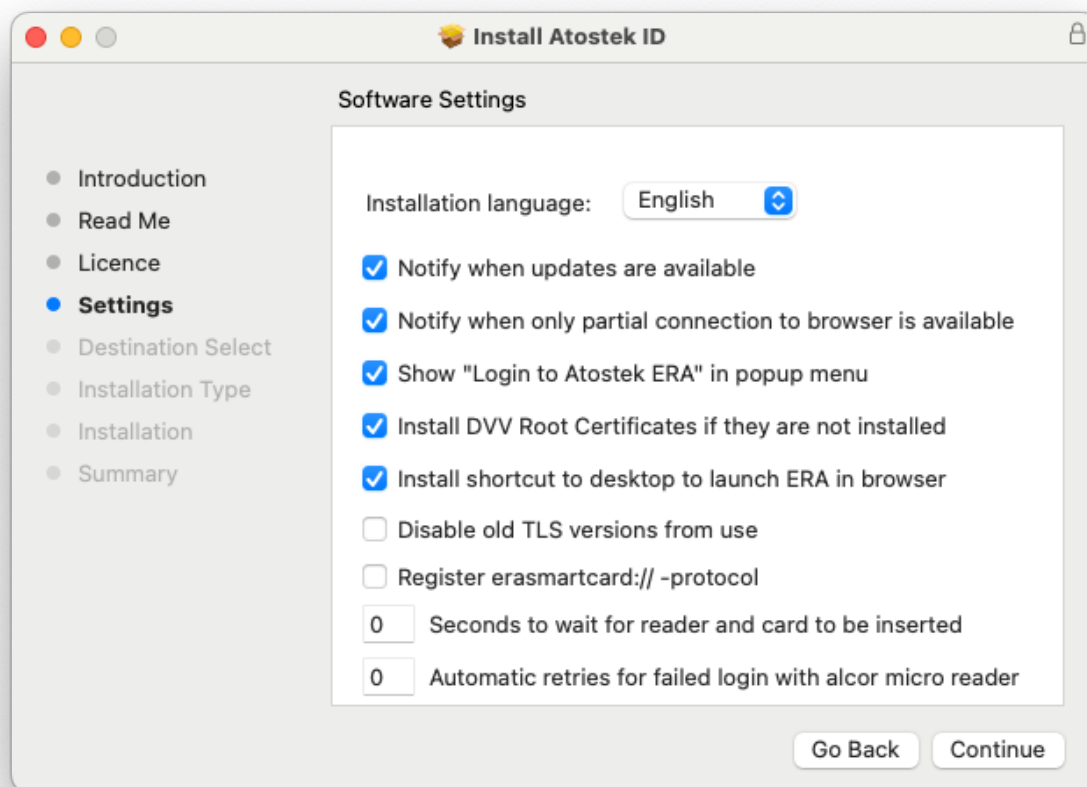 Install Atostek ID
Software Settings
Introduction
Read Me
Licence
Settings
Destination Select
Installation Type
Installation
Summary
Installation language: English
Notify when updates are available
Notify when only partial connection to browser is available
Show "Login to Atostek ERA" in popup menu
Install DVV Root Certificates if they are not installed
Install shortcut to desktop to launch ERA in browser
Disable old TLS versions from use
Register erasmartcard:// -protocol
0 Seconds to wait for reader and card to be inserted
0 Automatic retries for failed login with alcor micro reader
Go Back Continue